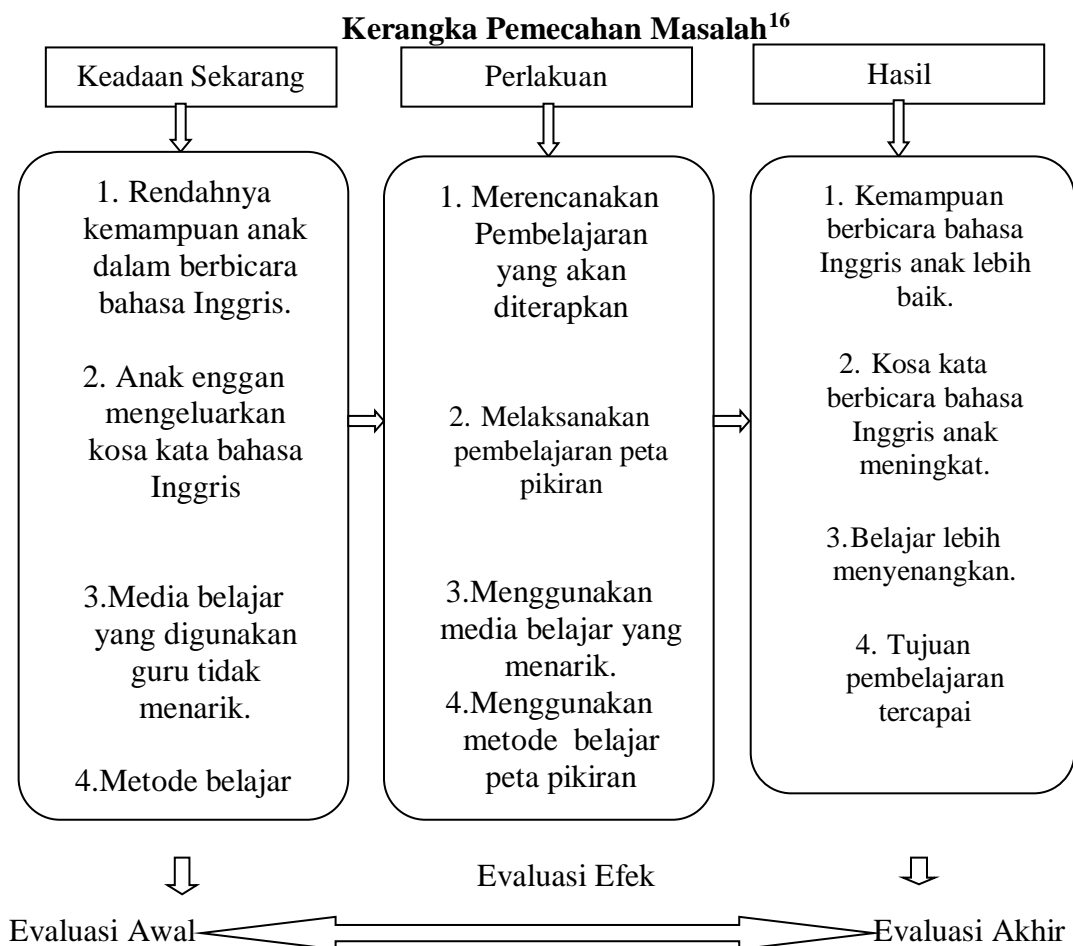 Kerangka Pemecahan Masalah16
Keadaan Sekarang
Perlakuan
Hasil
1. Rendahnya
kemampuan anak
dalam berbicara
bahasa Inggris.
2. Anak enggan
mengeluarkan
kosa kata bahasa
Inggris
3.Media belajar
yang digunakan
guru tidak
menarik.
4.Metode belajar
1. Merencanakan
Pembelajaran
yang akan
diterapkan
2. Melaksanakan
pembelajaran peta
pikiran
3.Menggunakan
media belajar yang
menarik.
4.Menggunakan
metode belajar
peta pikiran
1. Kemampuan
berbicara bahasa
Inggris anak lebih
baik.
2. Kosa kata
berbicara bahasa
Inggris anak
meningkat.
3.Belajar lebih
menyenangkan.
4. Tujuan
pembelajaran
tercapai
Evaluasi Efek
Evaluasi Awal
Evaluasi Akhir